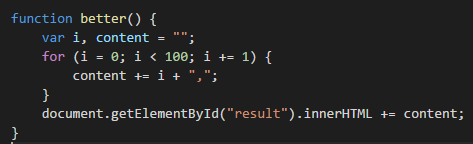 function better() {
    var i, content = "";
    for (i = 0; i < 100; i += 1) {
        content += i + ",";
    }
    document.getElementById("result").innerHTML += content;
}